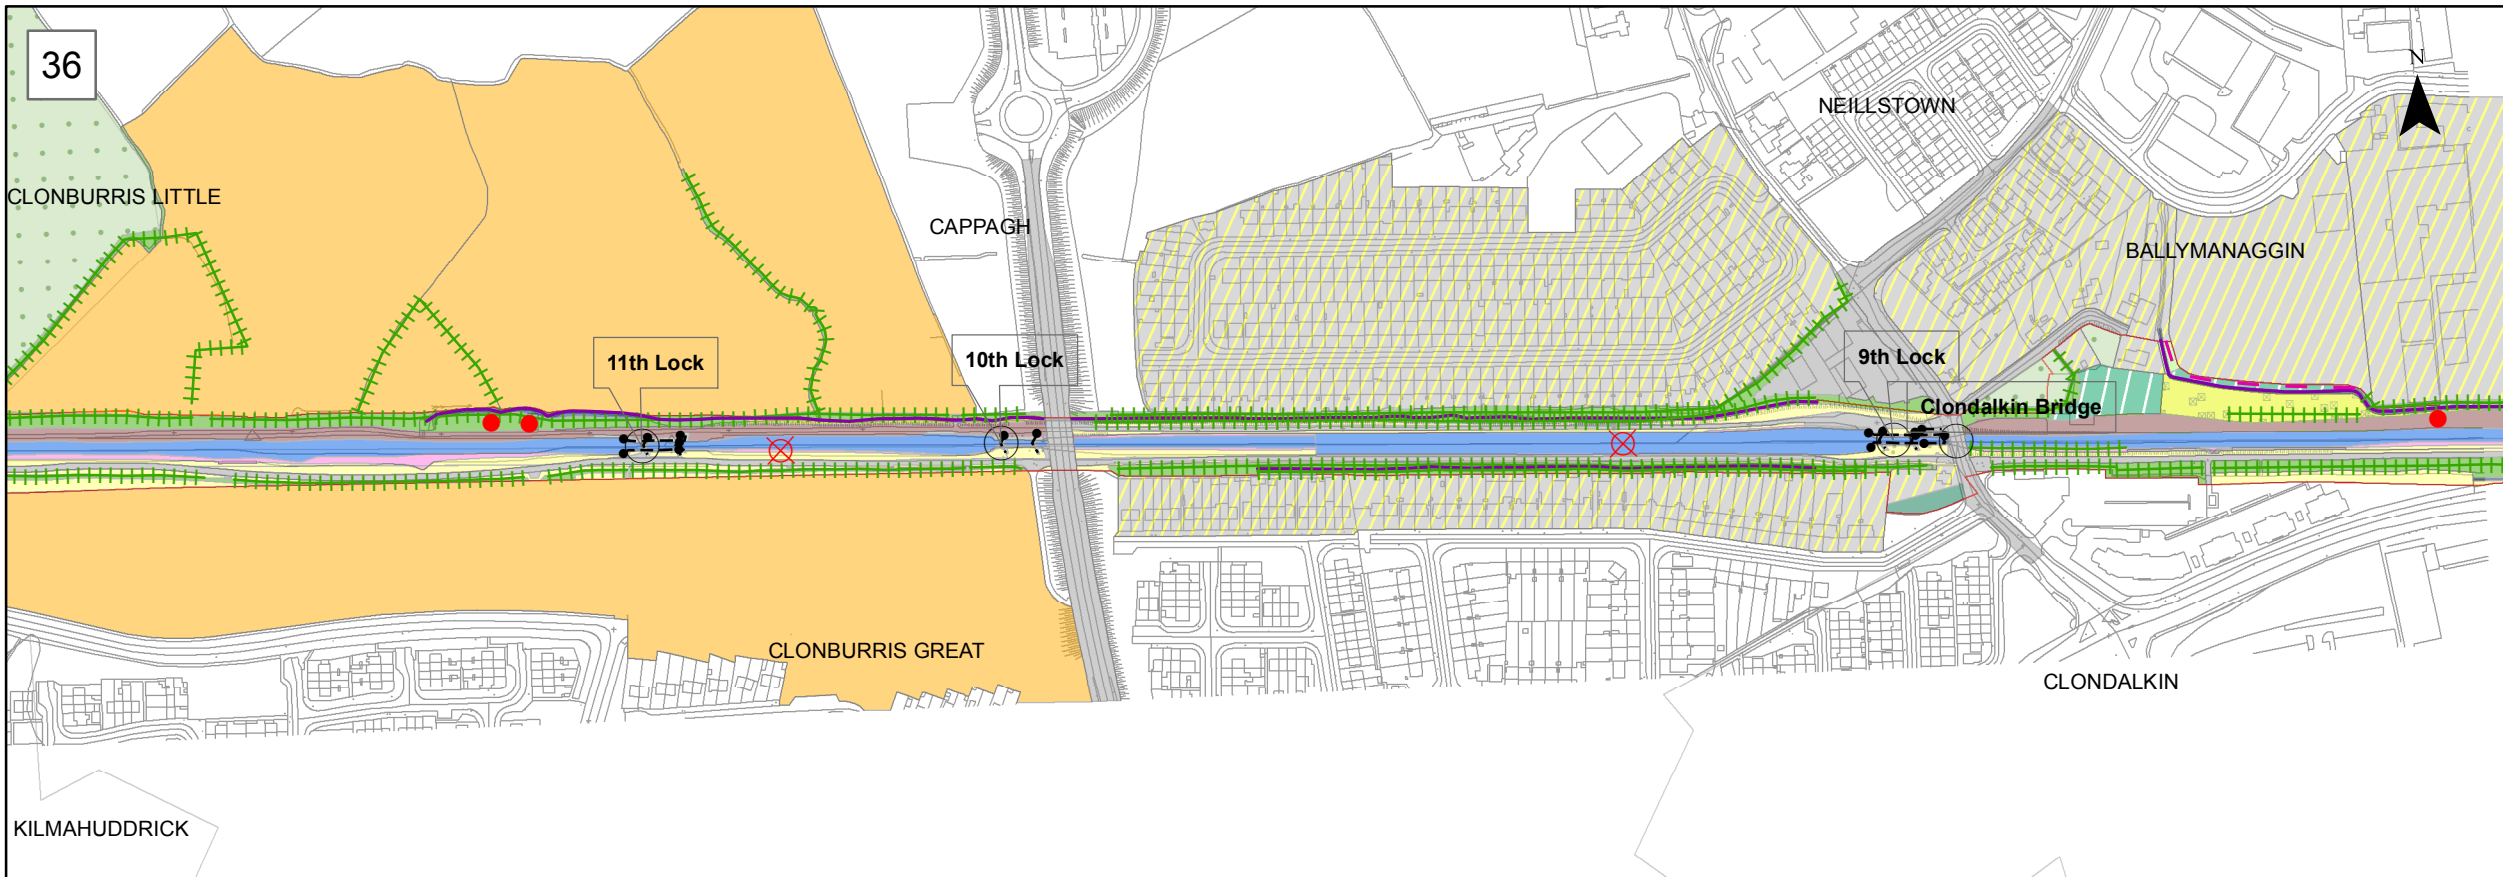 36
N
NEILLSTOWN
CLONBURRIS LITTLE
CAPPAGH
BALLYMANAGGIN
11th Lock
10th Lock
9th Lock
Clondalkin Bridge
CLONBURRIS GREAT
CLONDALKIN
KILMAHUDDRICK